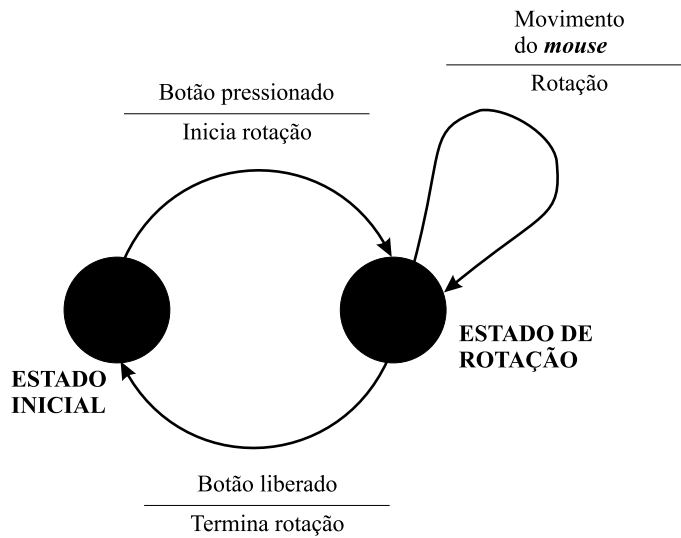 Movimento
do mouse
Rotação
Botão pressionado
Inicia rotação
ESTADO DE
ROTAÇÃO
ESTADO
INICIAL
Botão liberado
Termina rotação